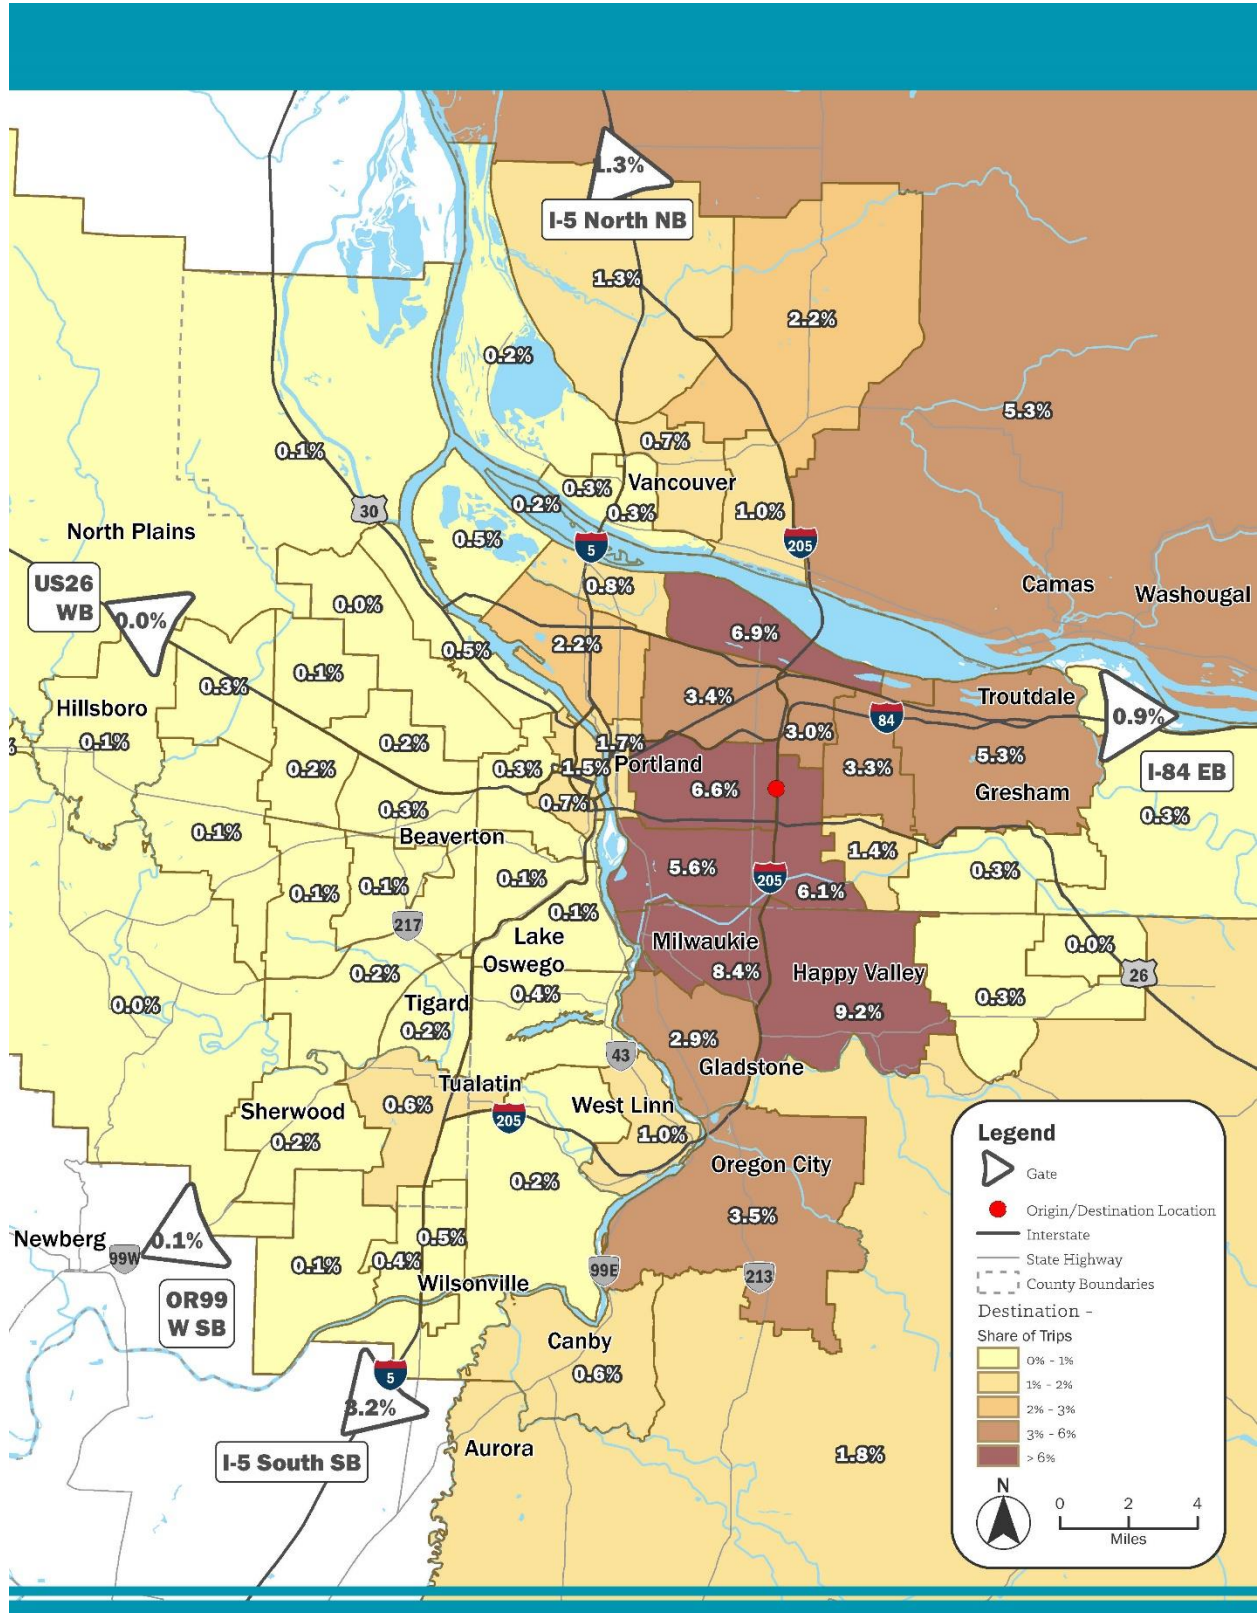 1.3%
I-5 North NB
1.3%
2.2%
0.2%
5.3%
0.7%
0.1%
Vancouver
0.3%
0.2%
0.3%
1.0%
30
North Plains
0.5%
5
205
US26
WB
0.0%
0.8%
Camas
Washougal
0.0%
6.9%
2.2%
0.5%
0.1%
0.3%
3.4%
Troutdale
Hillsboro
0.1%
0.2%
1.7%
84
0.9%
3.0%
5.3%
Portland
0.3%
1.5%
0.2%
3.3%
I-84 EB
6.6%
Gresham
0.7%
0.3%
0.3%
0.1%
Beaverton
1.4%
5.6%
0.3%
0.1%
0.1%
0.1%
205
6.1%
0.1%
217
Lake
Oswego
Milwaukie
0.0%
8.4%
Happy Valley
26
0.2%
0.4%
0.3%
0.0%
Tigard
0.2%
9.2%
2.9%
43
Gladstone
Tualatin
0.6%
West Linn
Sherwood
205
0.2%
1.0%
Oregon City
0.2%
3.5%
Newberg
99W
0.1%
0.5%
0.4%
0.1%
99E
213
Wilsonville
OR99
W SB
Canby
0.6%
5
3.2%
Aurora
1.8%
I-5 South SB
Legend
Gate
Origin/Destination Location
Interstate
State Highway
County Boundaries
Destination -
Share of Trips
0% - 1%
1% - 2%
2% - 3%
3% - 6%
> 6%
N
0 2 4
Miles